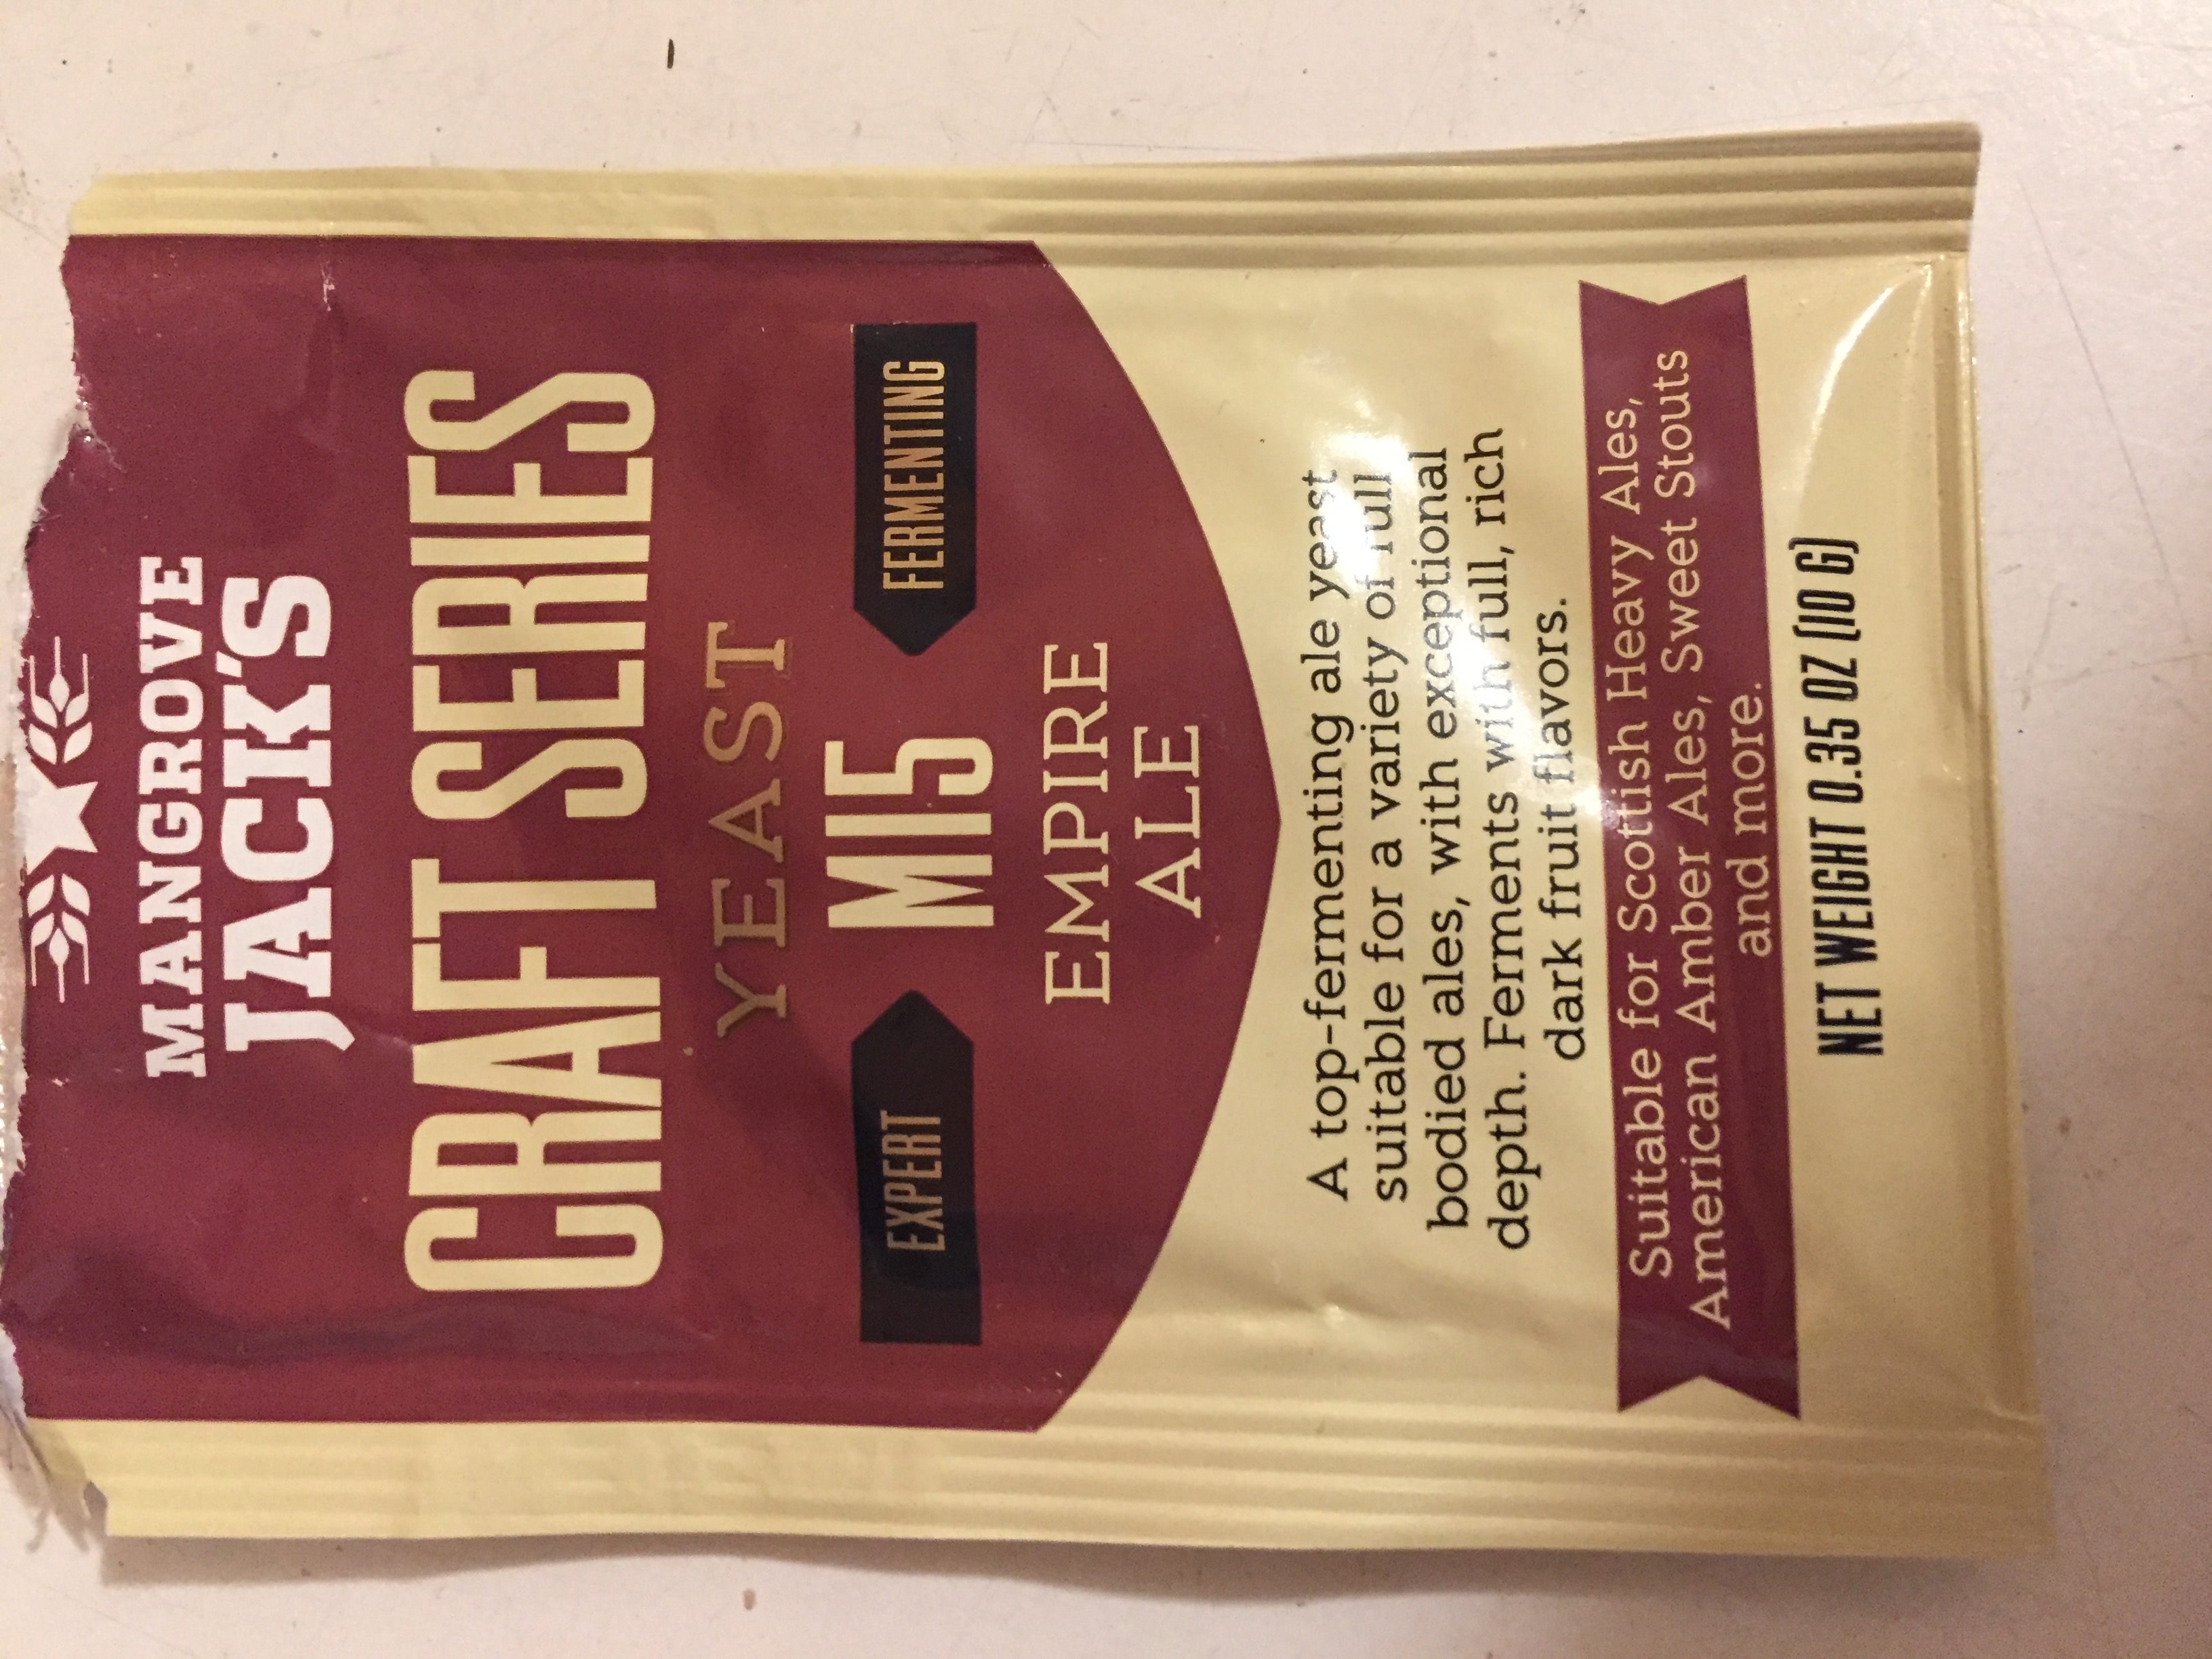 MANGROVE
JACK'S
CRAFT SERIES
YEAST
EXPERT M15 FERMENTING
EMPIRE
ALE
A top-fermenting ale yeast
suitable for a variety of full
bodied ales, with exceptional
depth. Ferments with full, rich
dark fruit flavors.
Suitable for Scottish Heavy Ales,
American Amber Ales, Sweet Stouts
and more.
NET WEIGHT 0.35 OZ (10 G)